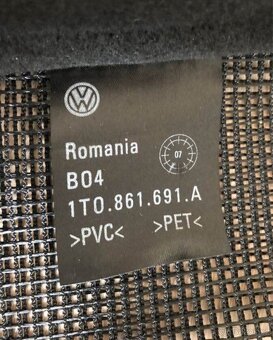 Romania
07
B04
1T0.861.691.A
>PVC< >PET<